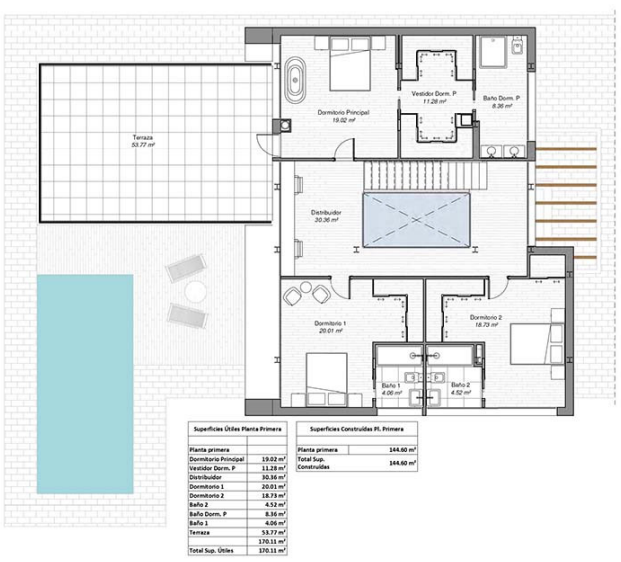 Dormitorio Principal
19.02 m²
Vestidor Dorm. P
11.28 m²
Baño Dorm. P
8.36 m²
Terraza
53.77 m²
Distribuidor
30.36 m²
Dormitorio 1
20.01 m²
Dormitorio 2
18.73 m²
Baño 1
4.06 m²
Baño 2
4.52 m²
Superficies Útiles Planta Primera
Planta primera
Dormitorio Principal 19.02 m²
Vestidor Dorm. P 11.28 m²
Distribuidor 30.36 m²
Dormitorio 1 20.01 m²
Dormitorio 2 18.73 m²
Baño 2 4.52 m²
Baño Dorm. P 8.36 m²
Baño 1 4.06 m²
Terraza 53.77 m²
170.11 m²
Total Sup. Útiles 170.11 m²
Superficies Construídas Pl. Primera
Planta primera 144.60 m²
Total Sup.
Construídas 144.60 m²